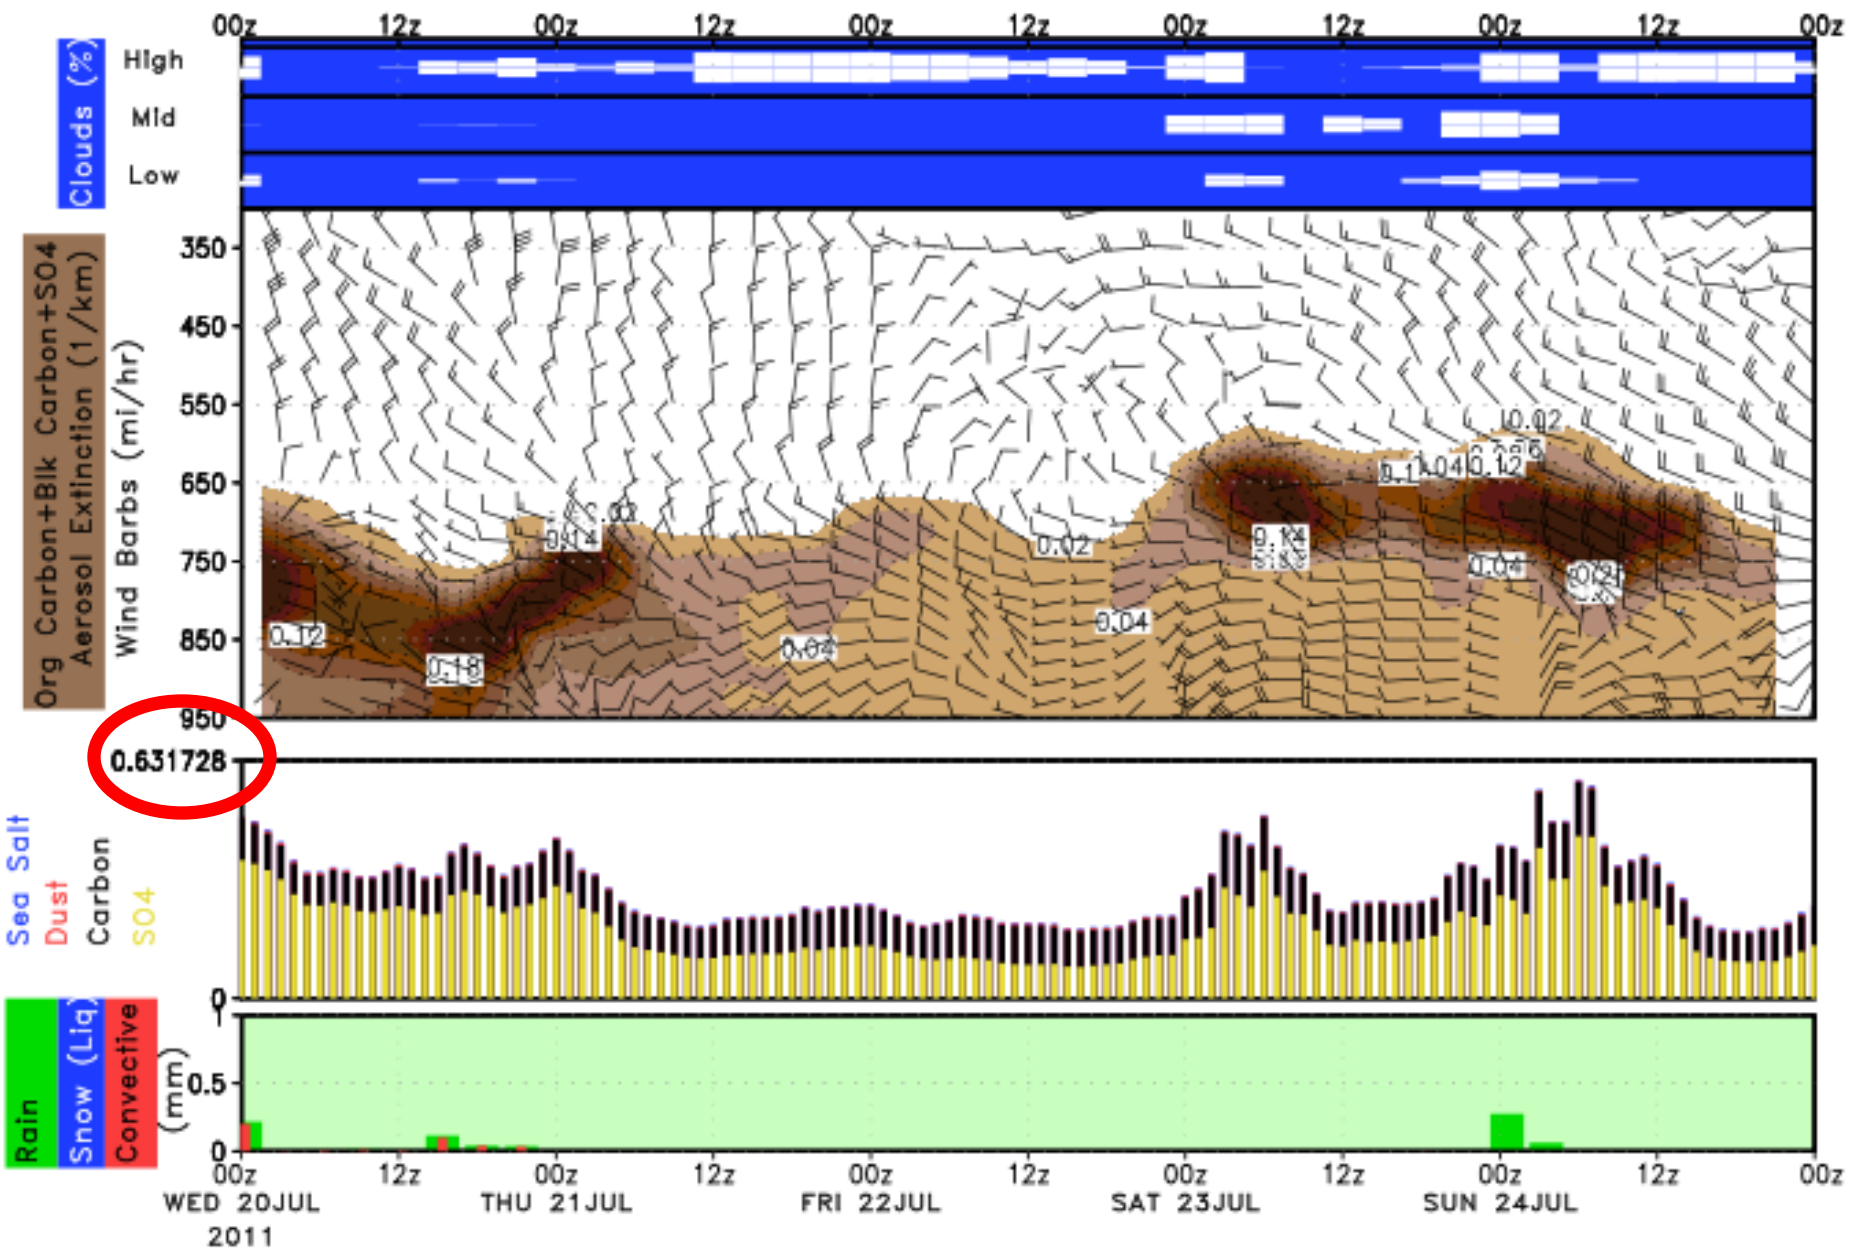 00z 12z 00z 12z 00z 12z 00z 12z 00z 12z 00z
Clouds (%)
High
Mid
Low
Org Carbon+Blk Carbon+SO4
Aerosol Extinction (1/km)
Wind Barbs (mi/hr)
350
450
550
650
750
850
950
0.02
0.04
0.12
0.14
0.02
0.14
0.04
0.12
0.04
0.04
0.18
0.631728
0
Sea Salt
Dust
Carbon
SO4
Rain
Snow (Liq)
Convective
(mm)
1
0.5
0
00z 12z 00z 12z 00z 12z 00z 12z 00z 12z 00z
WED 20JUL THU 21JUL FRI 22JUL SAT 23JUL SUN 24JUL
2011